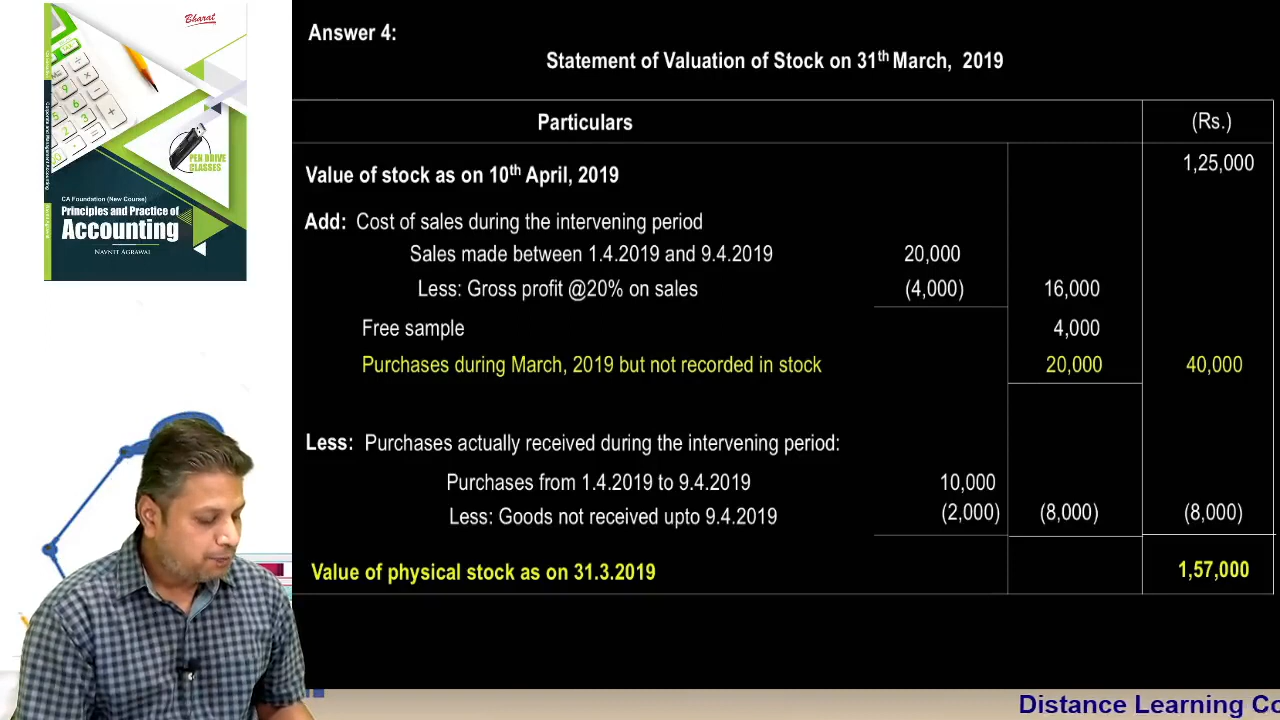 Bharat
PEN DRIVE
CLASSES
CA Foundation (New Course)
Principles and Practice of
Accounting
NAVNIT AGRAWAL
Answer 4:
Statement of Valuation of Stock on 31th March, 2019
Particulars (Rs.)
Value of stock as on 10th April, 2019 1,25,000
Add: Cost of sales during the intervening period
Sales made between 1.4.2019 and 9.4.2019 20,000
Less: Gross profit @20% on sales (4,000) 16,000
Free sample 4,000
Purchases during March, 2019 but not recorded in stock 20,000 40,000
Less: Purchases actually received during the intervening period:
Purchases from 1.4.2019 to 9.4.2019 10,000
Less: Goods not received upto 9.4.2019 (2,000) (8,000) (8,000)
Value of physical stock as on 31.3.2019 1,57,000
Distance Learning Co